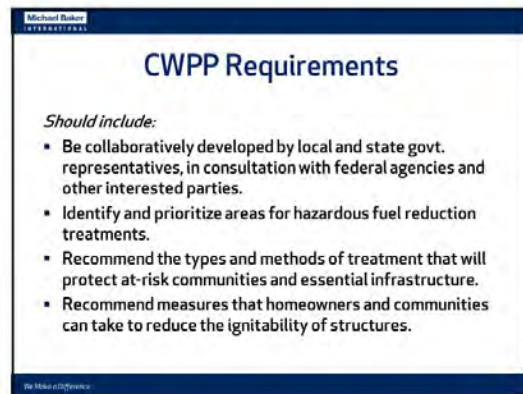 Michael Baker
INTERNATIONAL
CWPP Requirements
Should include:
▪ Be collaboratively developed by local and state govt.
representatives, in consultation with federal agencies and
other interested parties.
▪ Identify and prioritize areas for hazardous fuel reduction
treatments.
▪ Recommend the types and methods of treatment that will
protect at-risk communities and essential infrastructure.
▪ Recommend measures that homeowners and communities
can take to reduce the ignitability of structures.
We Make a Difference